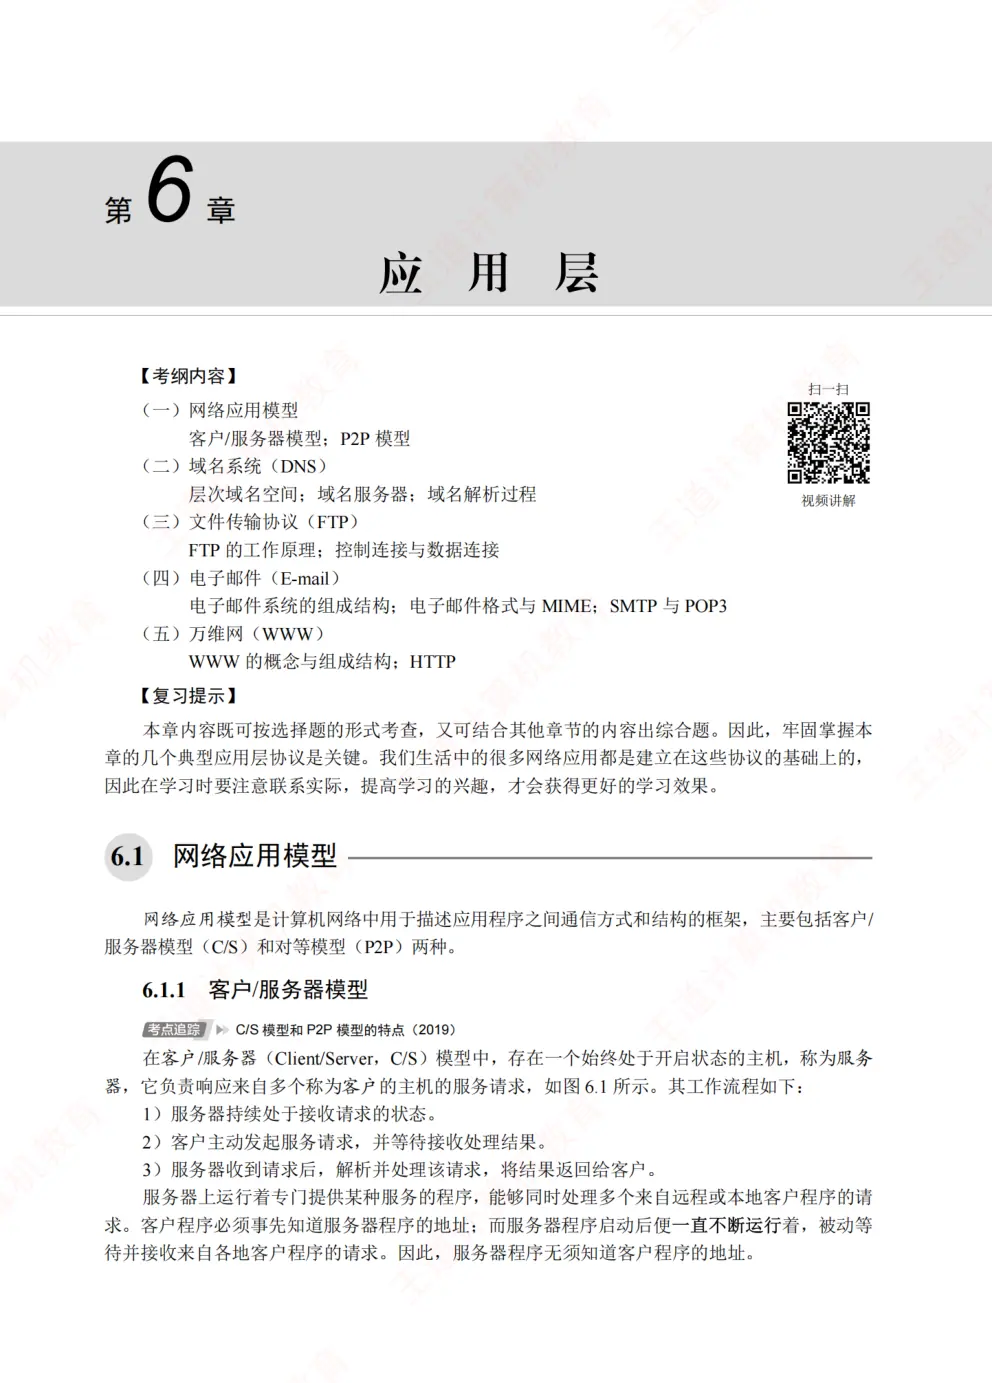 第 6 章
应 用 层
【考纲内容】
扫一扫
（一）网络应用模型
客户/服务器模型；P2P 模型
（二）域名系统（DNS）
层次域名空间；域名服务器；域名解析过程
视频讲解
（三）文件传输协议（FTP）
FTP 的工作原理；控制连接与数据连接
（四）电子邮件（E-mail）
电子邮件系统的组成结构；电子邮件格式与 MIME；SMTP 与 POP3
（五）万维网（WWW）
WWW 的概念与组成结构；HTTP
【复习提示】
本章内容既可按选择题的形式考查，又可结合其他章节的内容出综合题。因此，牢固掌握本
章的几个典型应用层协议是关键。我们生活中的很多网络应用都是建立在这些协议的基础上的，
因此在学习时要注意联系实际，提高学习的兴趣，才会获得更好的学习效果。
6.1 网络应用模型
网络应用模型是计算机网络中用于描述应用程序之间通信方式和结构的框架，主要包括客户/
服务器模型（C/S）和对等模型（P2P）两种。
6.1.1 客户/服务器模型
考点追踪 C/S 模型和 P2P 模型的特点（2019）
在客户/服务器（Client/Server，C/S）模型中，存在一个始终处于开启状态的主机，称为服务
器，它负责响应来自多个称为客户的主机的服务请求，如图 6.1 所示。其工作流程如下：
1）服务器持续处于接收请求的状态。
2）客户主动发起服务请求，并等待接收处理结果。
3）服务器收到请求后，解析并处理该请求，将结果返回给客户。
服务器上运行着专门提供某种服务的程序，能够同时处理多个来自远程或本地客户程序的请
求。客户程序必须事先知道服务器程序的地址；而服务器程序启动后便一直不断运行着，被动等
待并接收来自各地客户程序的请求。因此，服务器程序无须知道客户程序的地址。
王道计算机教育